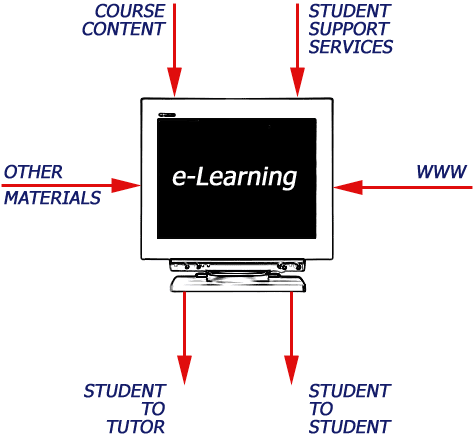 COURSE
CONTENT
STUDENT
SUPPORT
SERVICES
OTHER
MATERIALS
e-Learning
WWW
STUDENT
TO
TUTOR
STUDENT
TO
STUDENT